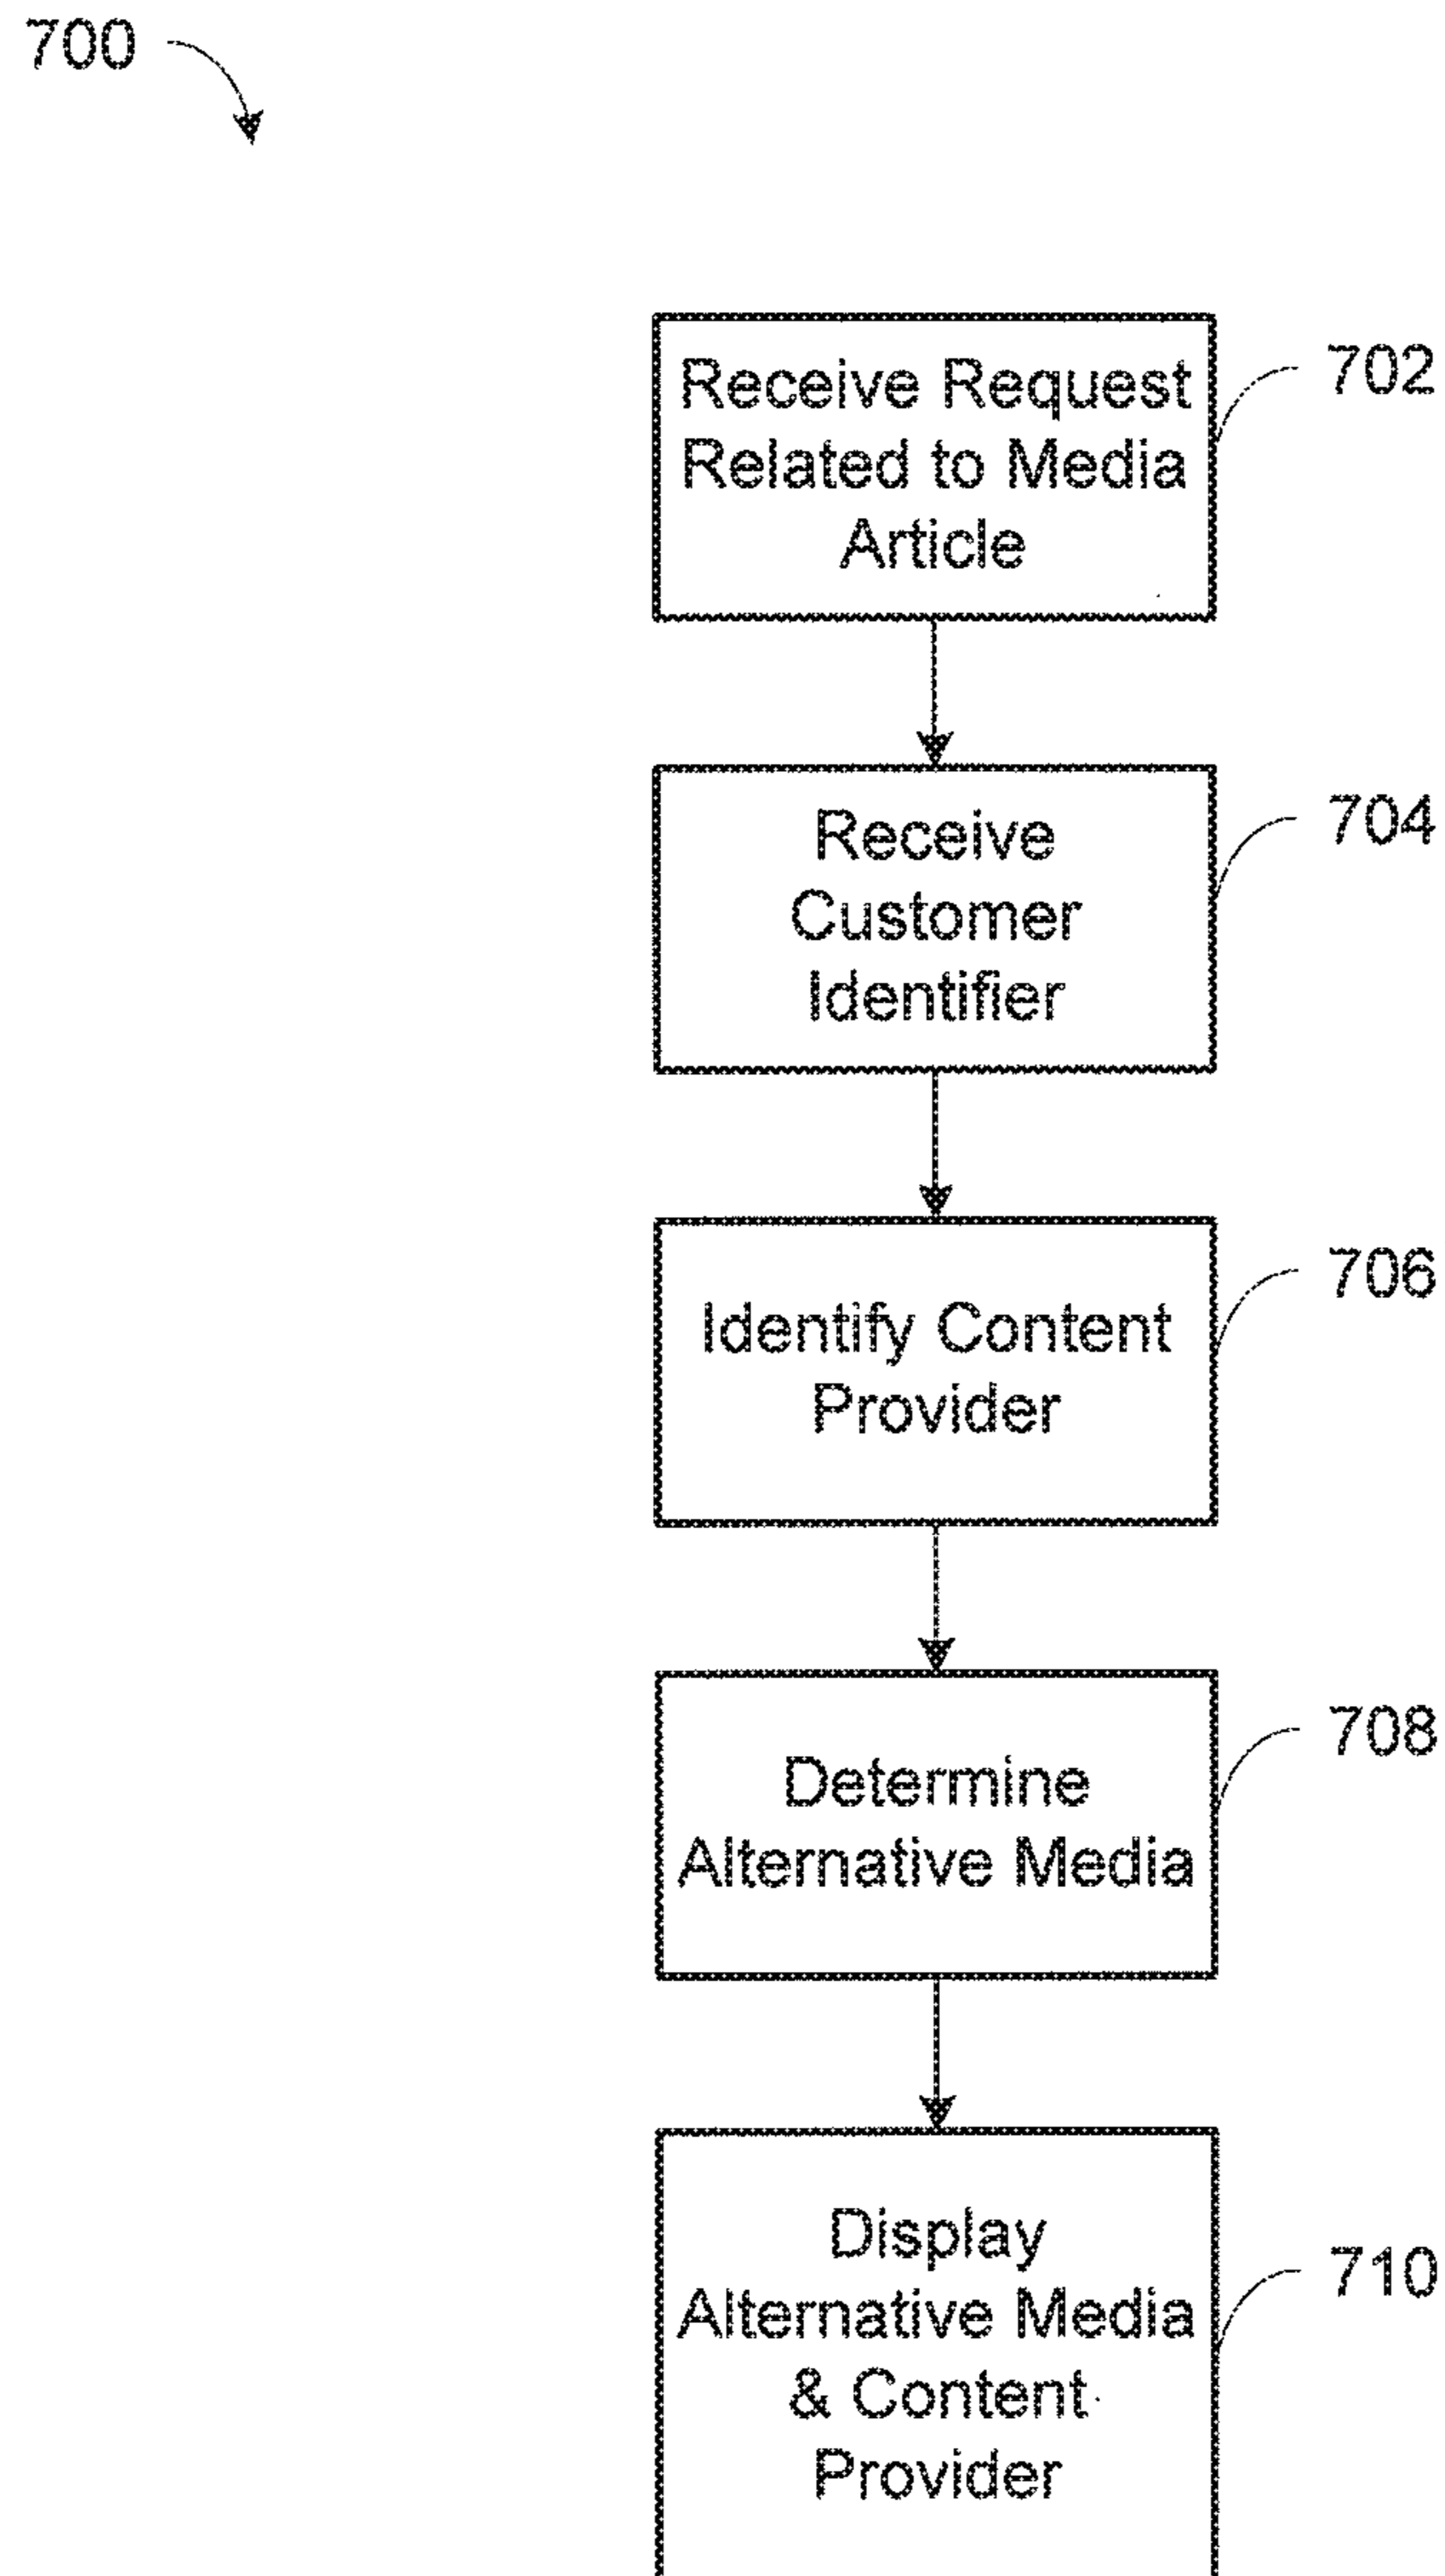 700
Receive Request
Related to Media
Article
702
Receive
Customer
Identifier
704
Identify Content
Provider
706
Determine
Alternative Media
708
Display
Alternative Media
& Content
Provider
710